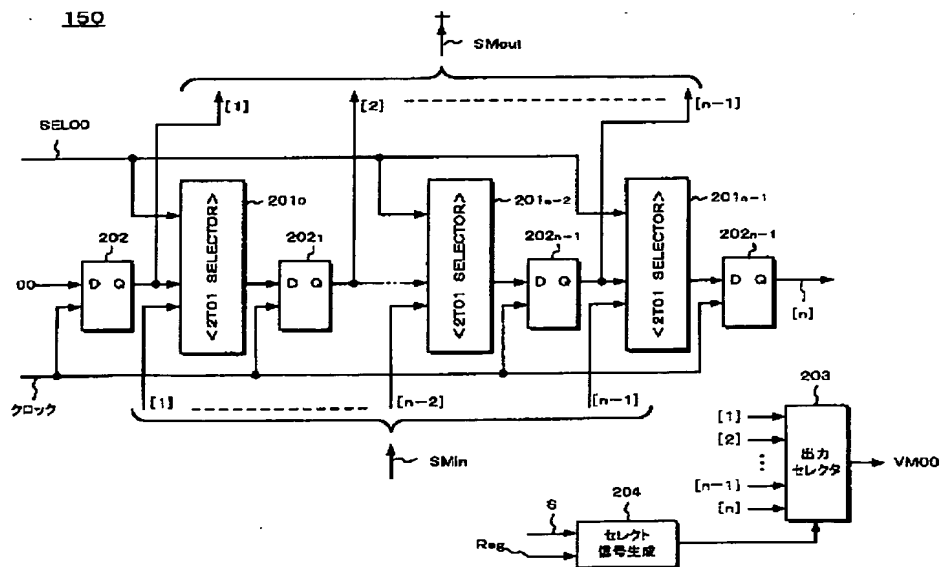 150
SMout
[1]
[2]
[n-1]
SEL00
201₀
201ₙ₋₂
201ₙ₋₁
202
202₁
202ₙ₋₁
202ₙ₋₁
<2TO1 SELECTOR>
<2TO1 SELECTOR>
<2TO1 SELECTOR>
00
D Q
D Q
D Q
D Q
[n]
クロック
[1]
[n-2]
[n-1]
SMin
203
[1]
[2]
[n-1]
[n]
出力
セレクタ
VM00
204
S
Reg
セレクト
信号生成